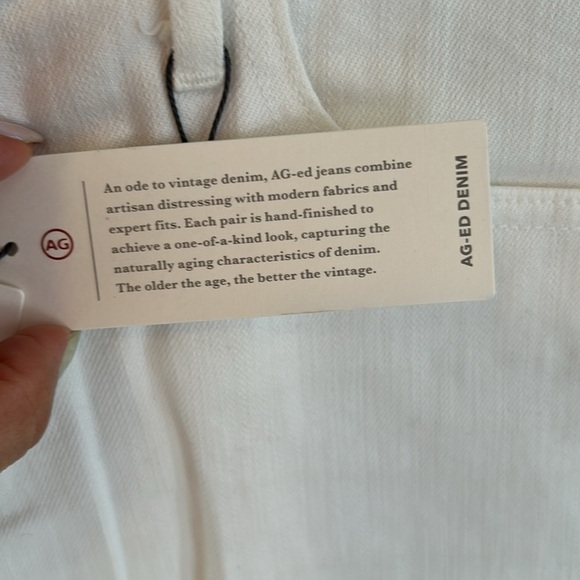 AG
An ode to vintage denim, AG-ed jeans combine
artisan distressing with modern fabrics and
expert fits. Each pair is hand-finished to
achieve a one-of-a-kind look, capturing the
naturally aging characteristics of denim.
The older the age, the better the vintage.
AG-ED DENIM